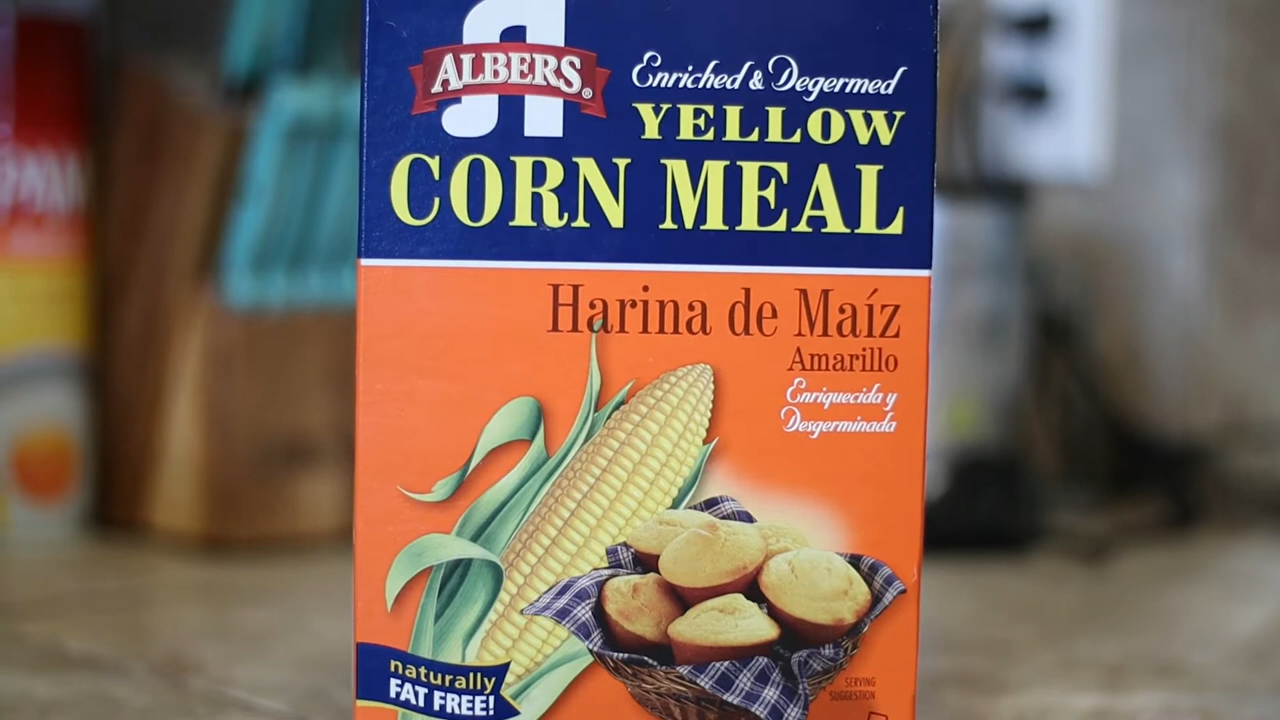 ALBERS®
Enriched & Degermed
YELLOW
CORN MEAL
Harina de Maíz
Amarillo
Enriquecida y
Desgerminada
naturally
FAT FREE!
SERVING
SUGGESTION